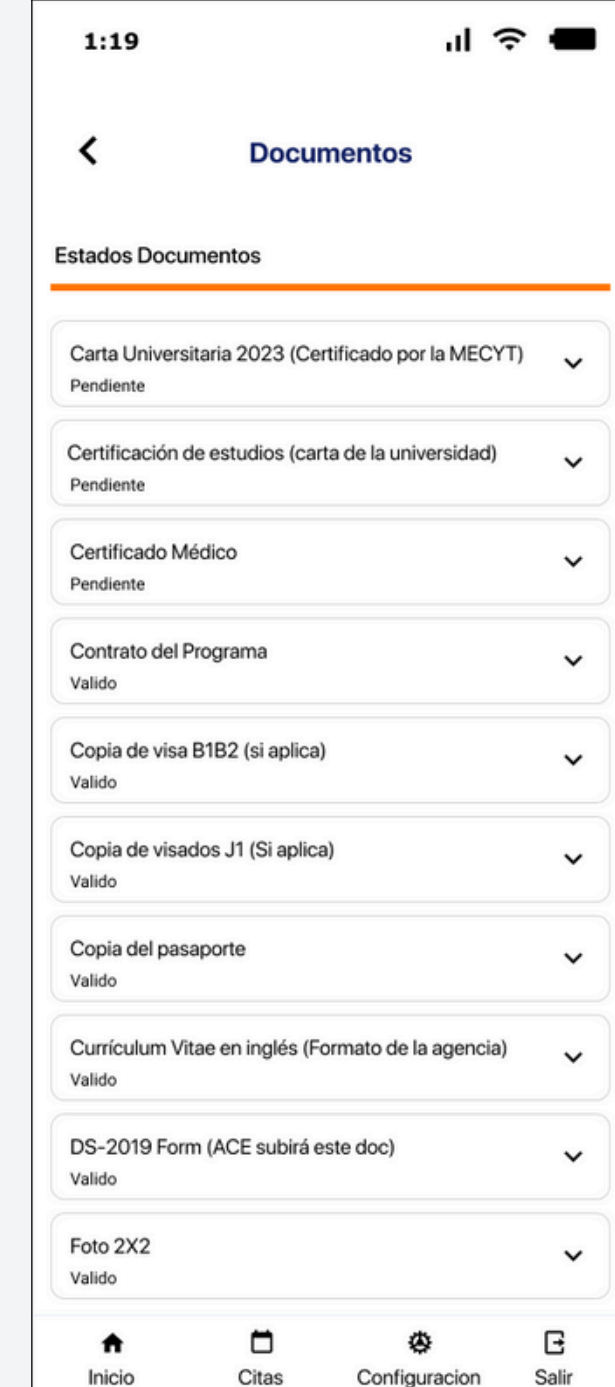 1:19
Documentos
Estados Documentos
Carta Universitaria 2023 (Certificado por la MECYT)
Pendiente
Certificación de estudios (carta de la universidad)
Pendiente
Certificado Médico
Pendiente
Contrato del Programa
Valido
Copia de visa B1B2 (si aplica)
Valido
Copia de visados J1 (Si aplica)
Valido
Copia del pasaporte
Valido
Currículum Vitae en inglés (Formato de la agencia)
Valido
DS-2019 Form (ACE subirá este doc)
Valido
Foto 2X2
Valido
Inicio Citas Configuracion Salir